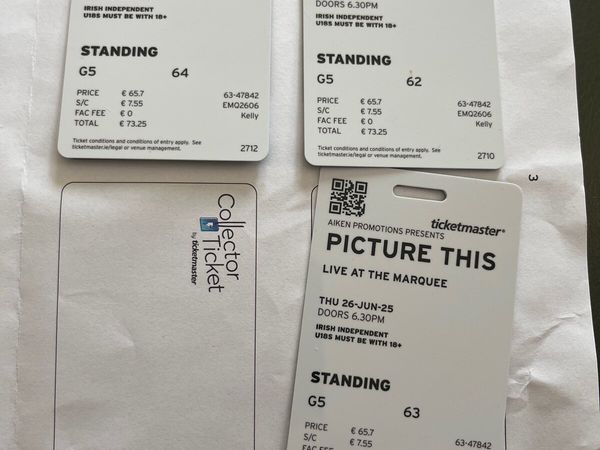 IRISH INDEPENDENT
U18S MUST BE WITH 18+
STANDING
G5 64
PRICE € 65.7 63-47842
S/C € 7.55 EMQ2606
FAC FEE € 0 Kelly
TOTAL € 73.25
Ticket conditions of entry apply. See
ticketmaster.ie/legal or venue management.
2712
DOORS 6.30PM
IRISH INDEPENDENT
U18S MUST BE WITH 18+
STANDING
G5 62
PRICE € 65.7 63-47842
S/C € 7.55 EMQ2606
FAC FEE € 0 Kelly
TOTAL € 73.25
Ticket conditions of entry apply. See
ticketmaster.ie/legal or venue management.
2710
3
Collector
Ticket
by ticketmaster
ticketmaster®
AIKEN PROMOTIONS PRESENTS
PICTURE THIS
LIVE AT THE MARQUEE
THU 26-JUN-25
DOORS 6.30PM
IRISH INDEPENDENT
U18S MUST BE WITH 18+
STANDING
G5 63
PRICE € 65.7
S/C € 7.55 63-47842
FAC FEE